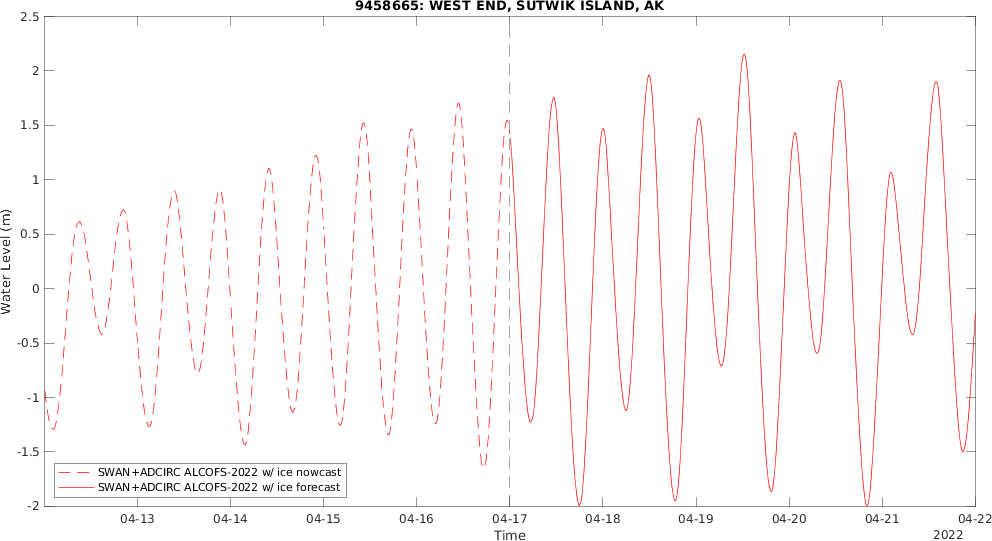 9458665: WEST END, SUTWIK ISLAND, AK
2.5
2
1.5
1
0.5
0
-0.5
-1
-1.5
-2
Water Level (m)
SWAN+ADCIRC ALCOFS-2022 w/ ice nowcast
SWAN+ADCIRC ALCOFS-2022 w/ ice forecast
04-13 04-14 04-15 04-16 04-17 04-18 04-19 04-20 04-21 04-22
Time
2022